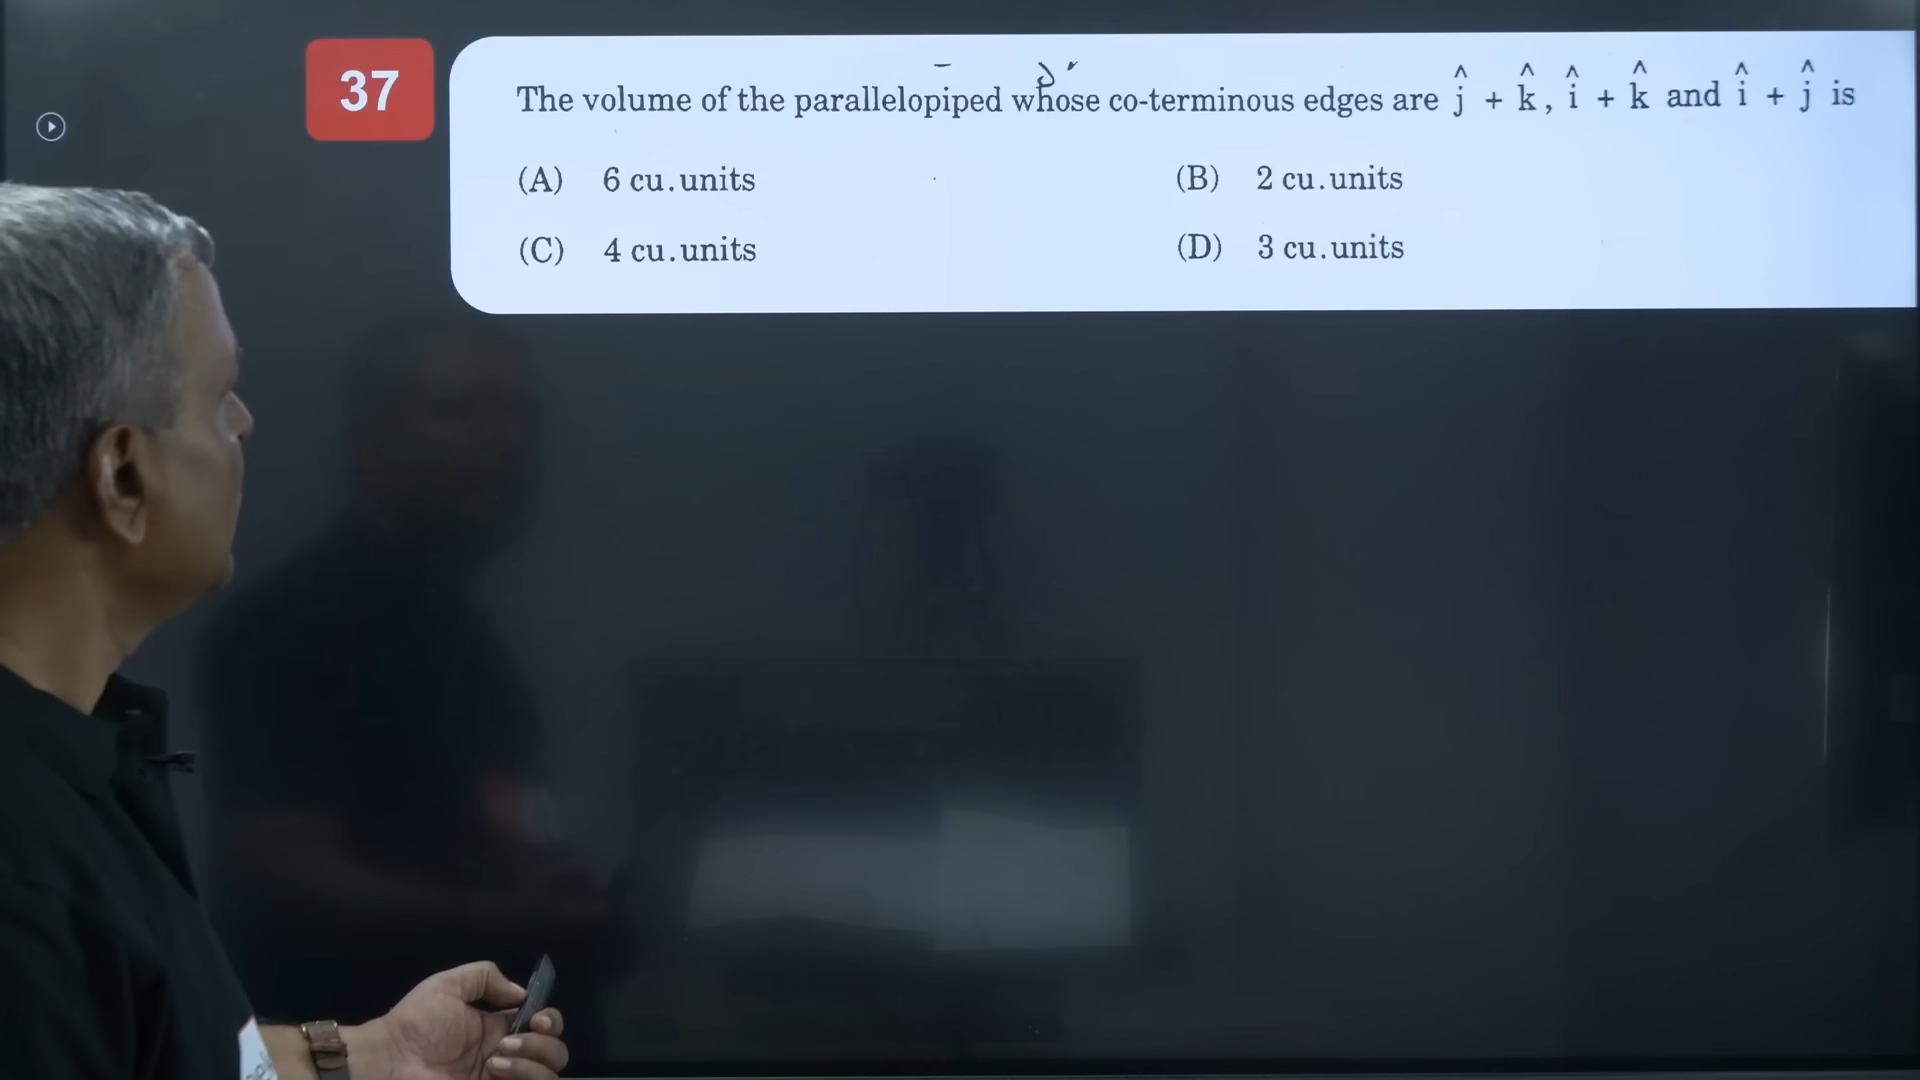 37
The volume of the parallelopiped whose co-terminous edges are ĵ + k̂, î + k̂ and î + ĵ is
(A) 6 cu.units (B) 2 cu.units
(C) 4 cu.units (D) 3 cu.units